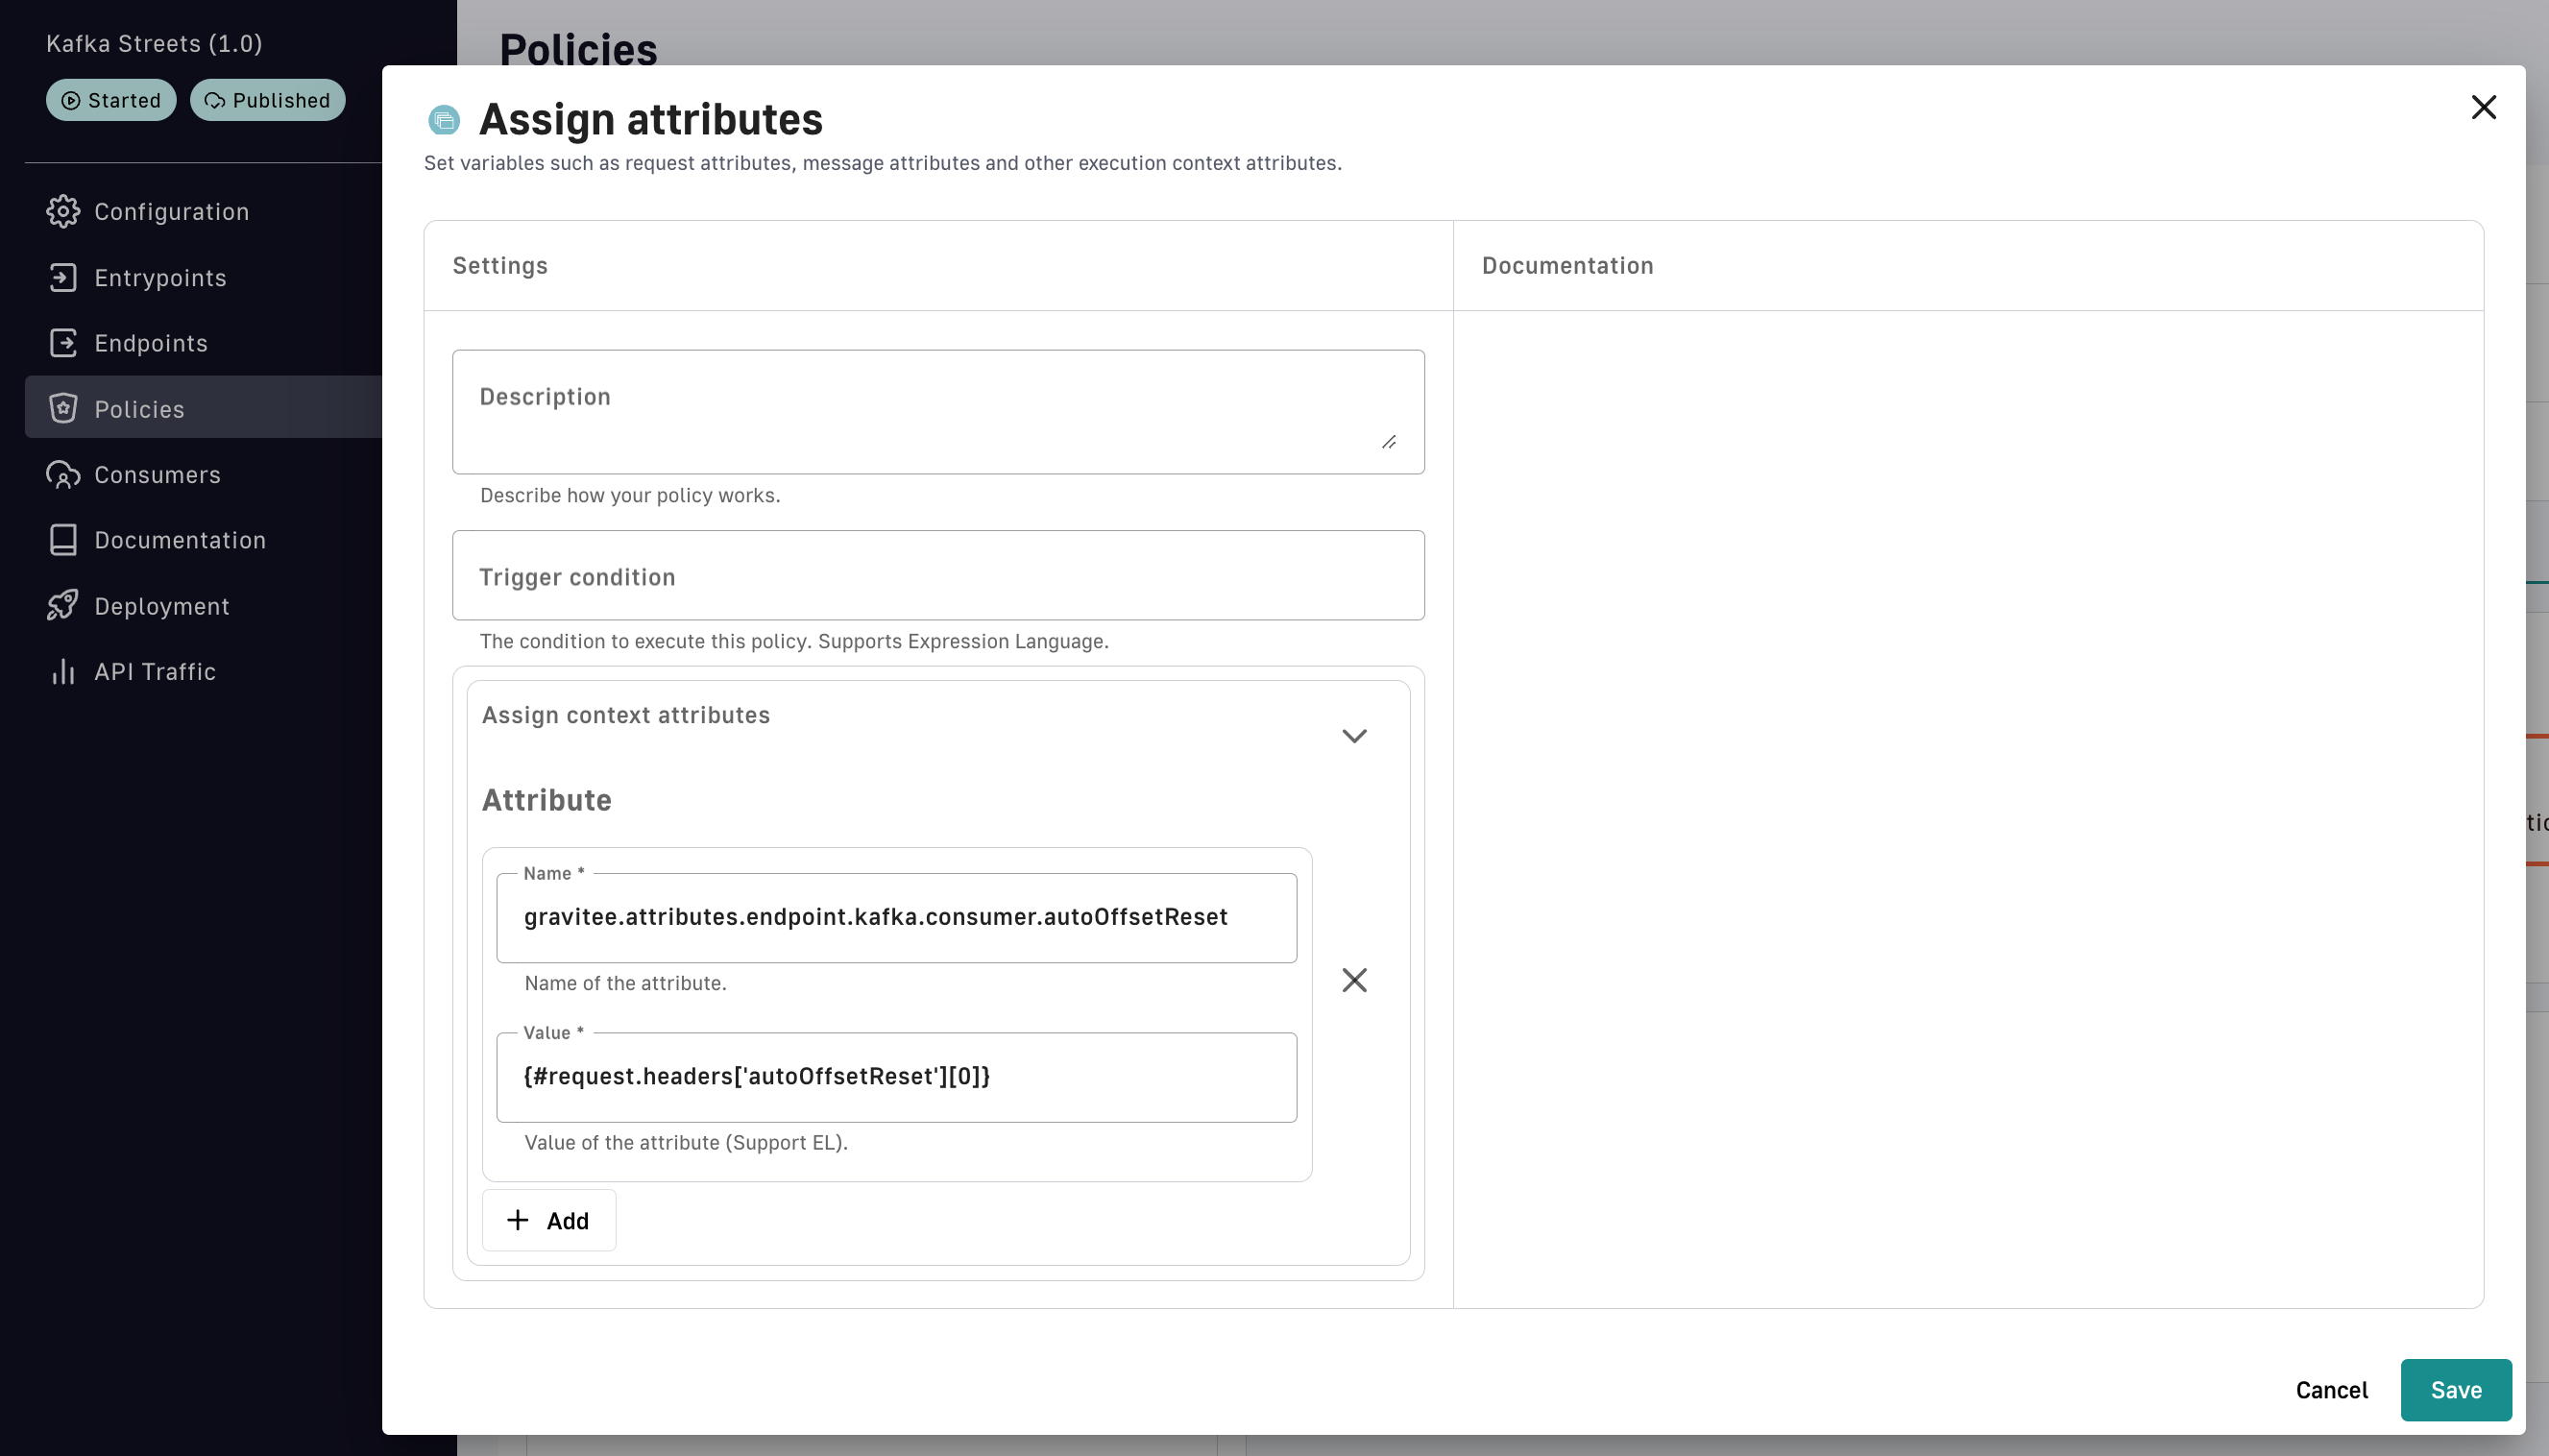 Kafka Streets (1.0)
Started
Published
Configuration
Entrypoints
Endpoints
Policies
Consumers
Documentation
Deployment
API Traffic
Policies
Assign attributes
Set variables such as request attributes, message attributes and other execution context attributes.
Settings
Documentation
Description
Describe how your policy works.
Trigger condition
The condition to execute this policy. Supports Expression Language.
Assign context attributes
Attribute
Name *
gravitee.attributes.endpoint.kafka.consumer.autoOffsetReset
Name of the attribute.
Value *
{#request.headers['autoOffsetReset'][0]}
Value of the attribute (Support EL).
Add
Cancel
Save